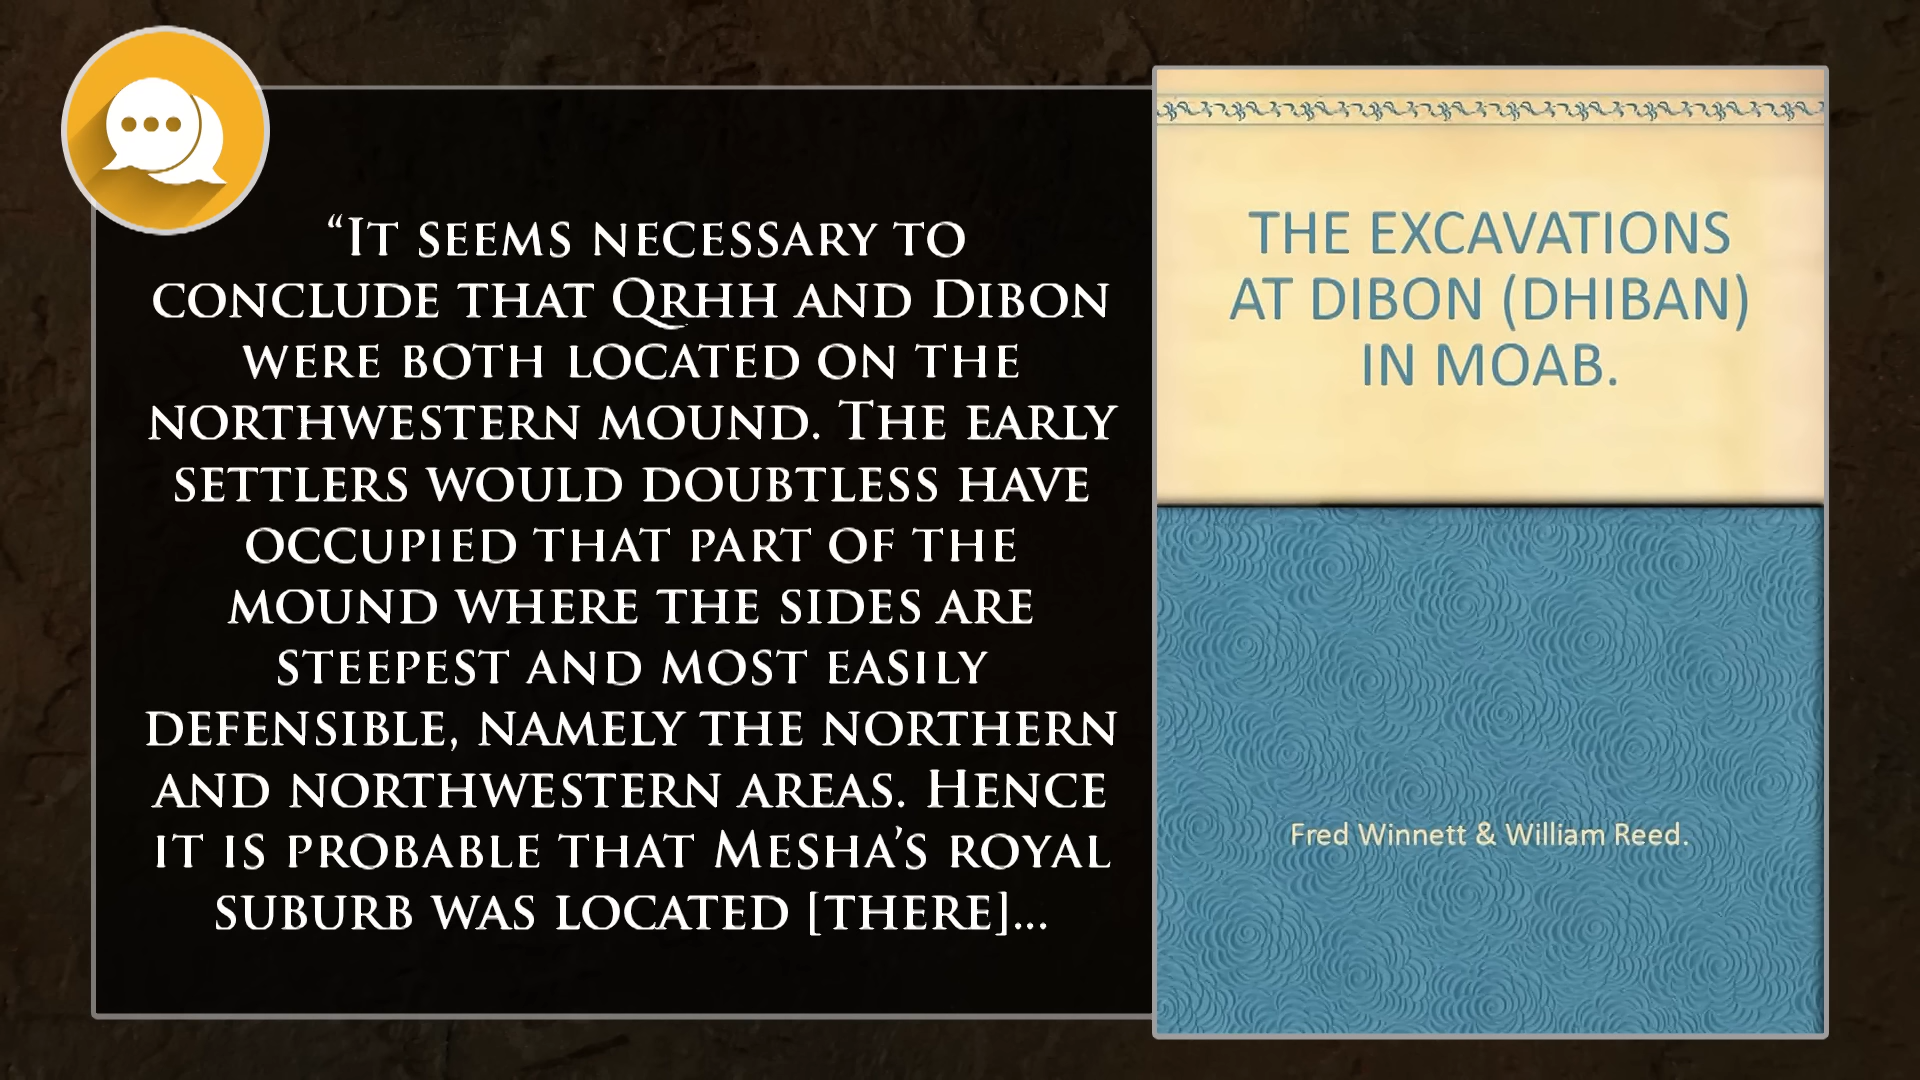 “It seems necessary to
conclude that Qrhh and Dibon
were both located on the
northwestern mound. The early
settlers would doubtless have
occupied that part of the
mound where the sides are
steepest and most easily
defensible, namely the northern
and northwestern areas. Hence
it is probable that Mesha’s royal
suburb was located [there]...
THE EXCAVATIONS
AT DIBON (DHIBAN)
IN MOAB.
Fred Winnett & William Reed.